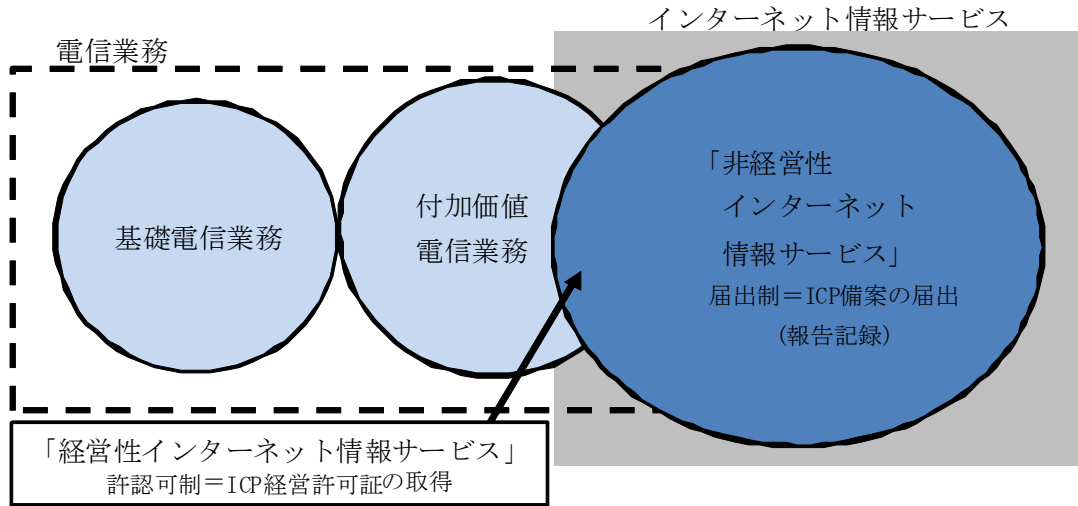 インターネット情報サービス
電信業務
基礎電信業務
付加価値
電信業務
「非経営性
インターネット
情報サービス」
届出制＝ICP備案の届出
(報告記録)
「経営性インターネット情報サービス」
許認可制＝ICP経営許可証の取得